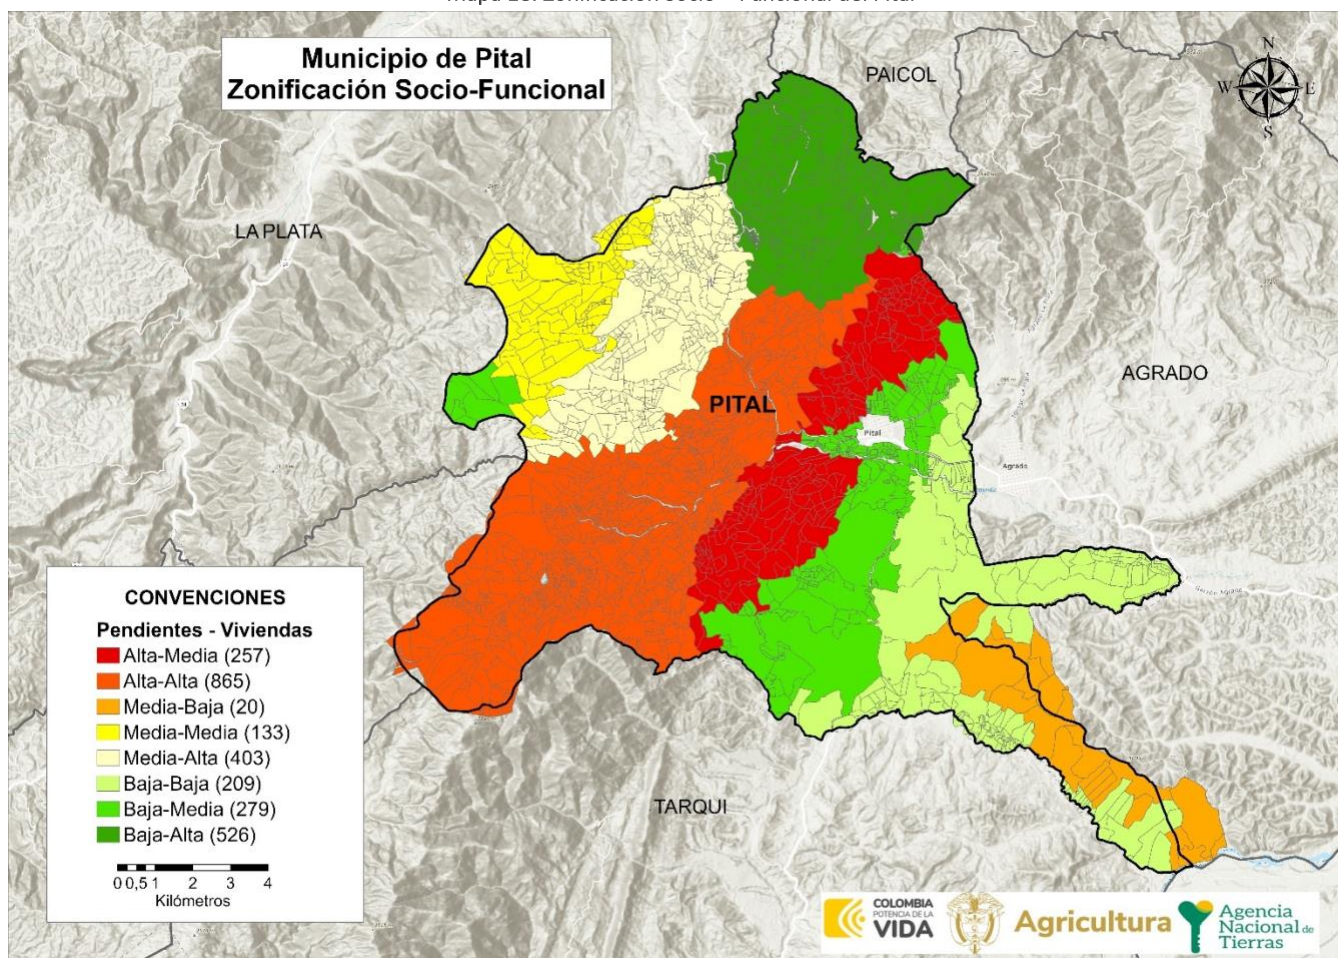 Municipio de Pital
Zonificación Socio-Funcional
PAICOL
N
W
E
S
LA PLATA
AGRADO
PITAL
Pital
Agrado
TARQUI
CONVENCIONES
Pendientes - Viviendas
Alta-Media (257)
Alta-Alta (865)
Media-Baja (20)
Media-Media (133)
Media-Alta (403)
Baja-Baja (209)
Baja-Media (279)
Baja-Alta (526)
0 0,5 1 2 3 4
Kilómetros
COLOMBIA
POTENCIA DE LA
VIDA
Agricultura
Agencia
Nacional de
Tierras